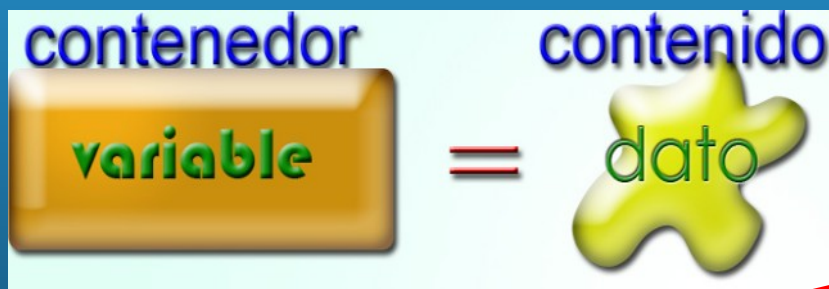 contenedor contenido
variable = dato